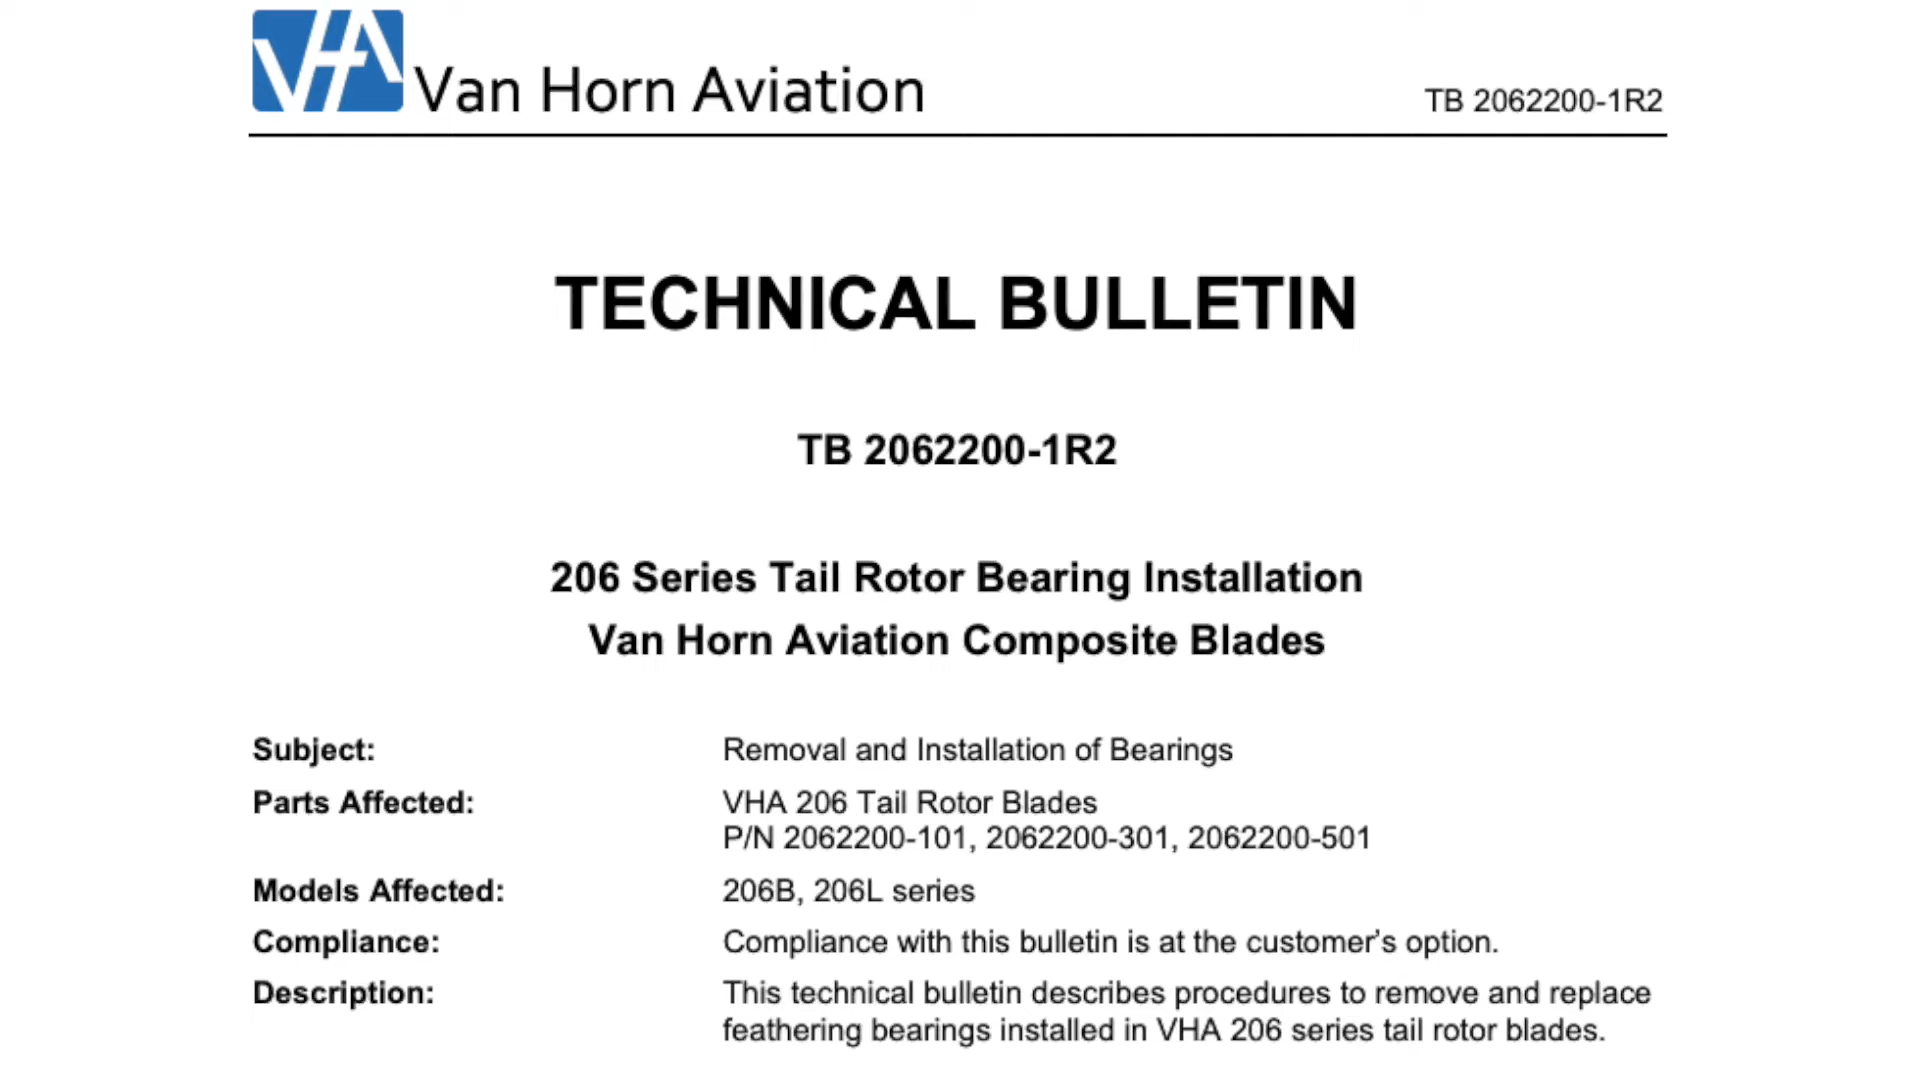 VHA Van Horn Aviation
TB 2062200-1R2
TECHNICAL BULLETIN
TB 2062200-1R2
206 Series Tail Rotor Bearing Installation
Van Horn Aviation Composite Blades
Subject: Removal and Installation of Bearings
Parts Affected: VHA 206 Tail Rotor Blades
P/N 2062200-101, 2062200-301, 2062200-501
Models Affected: 206B, 206L series
Compliance: Compliance with this bulletin is at the customer’s option.
Description: This technical bulletin describes procedures to remove and replace
feathering bearings installed in VHA 206 series tail rotor blades.